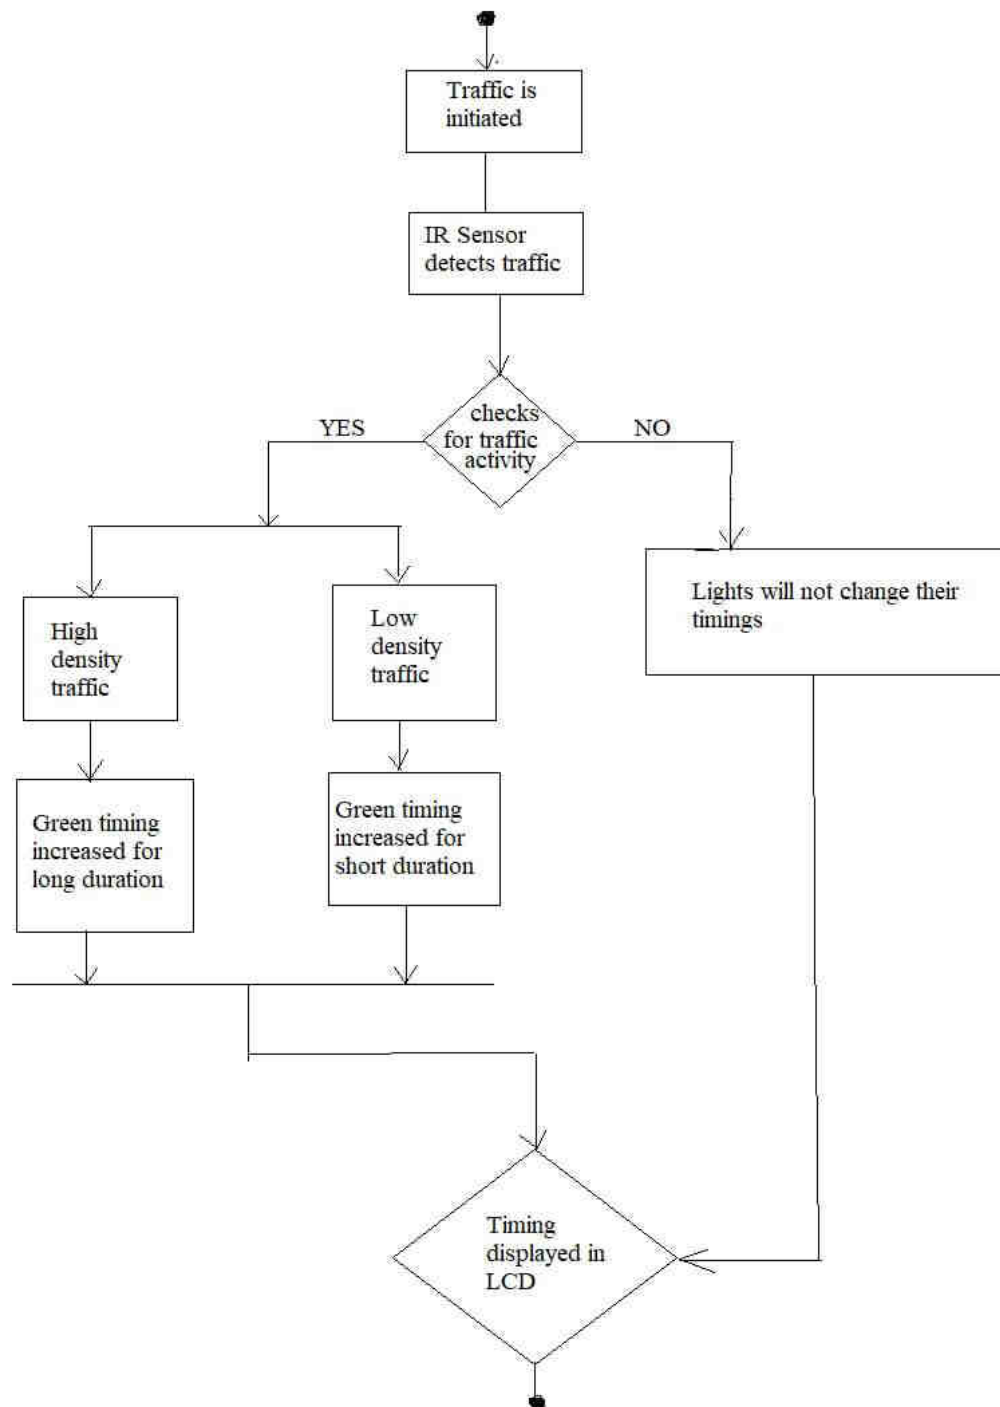 Traffic is
initiated
IR Sensor
detects traffic
checks
for traffic
activity
YES
NO
High
density
traffic
Low
density
traffic
Lights will not change their
timings
Green timing
increased for
long duration
Green timing
increased for
short duration
Timing
displayed in
LCD